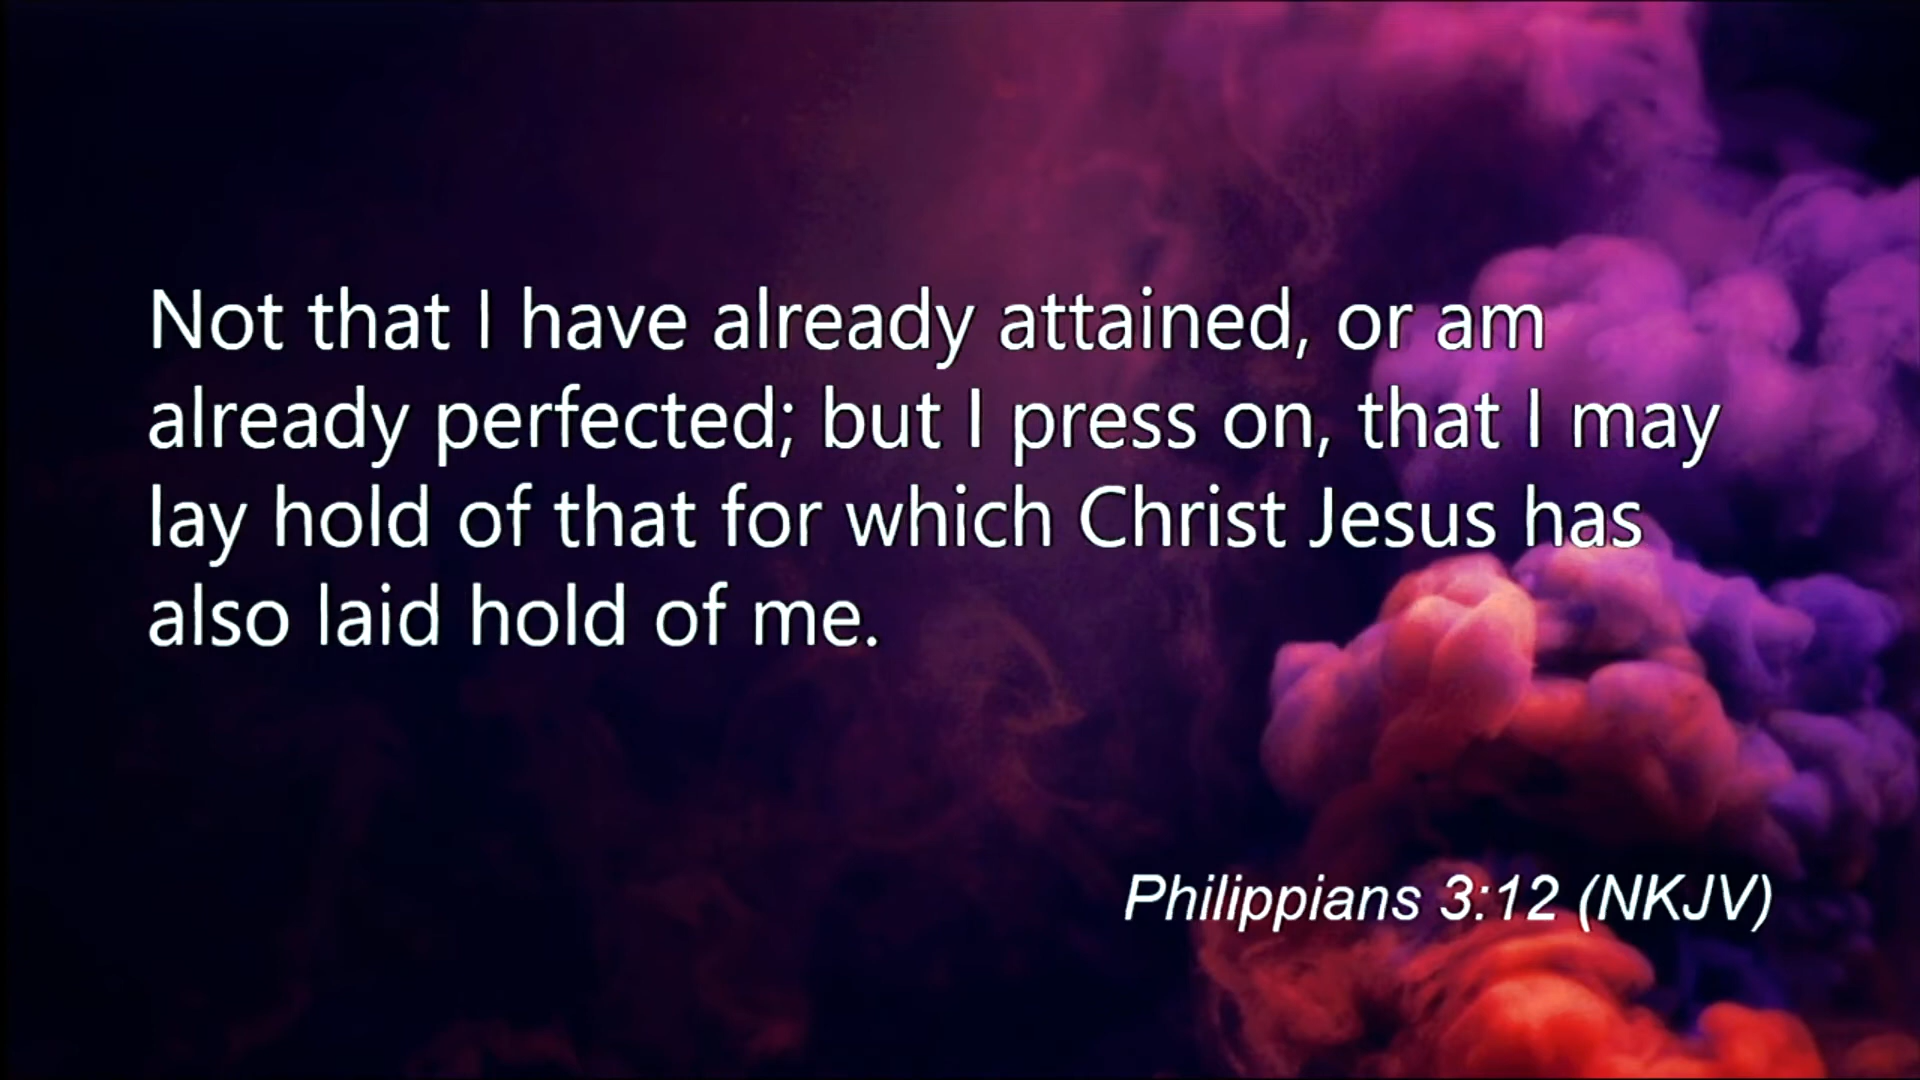 Not that I have already attained, or am
already perfected; but I press on, that I may
lay hold of that for which Christ Jesus has
also laid hold of me.
Philippians 3:12 (NKJV)